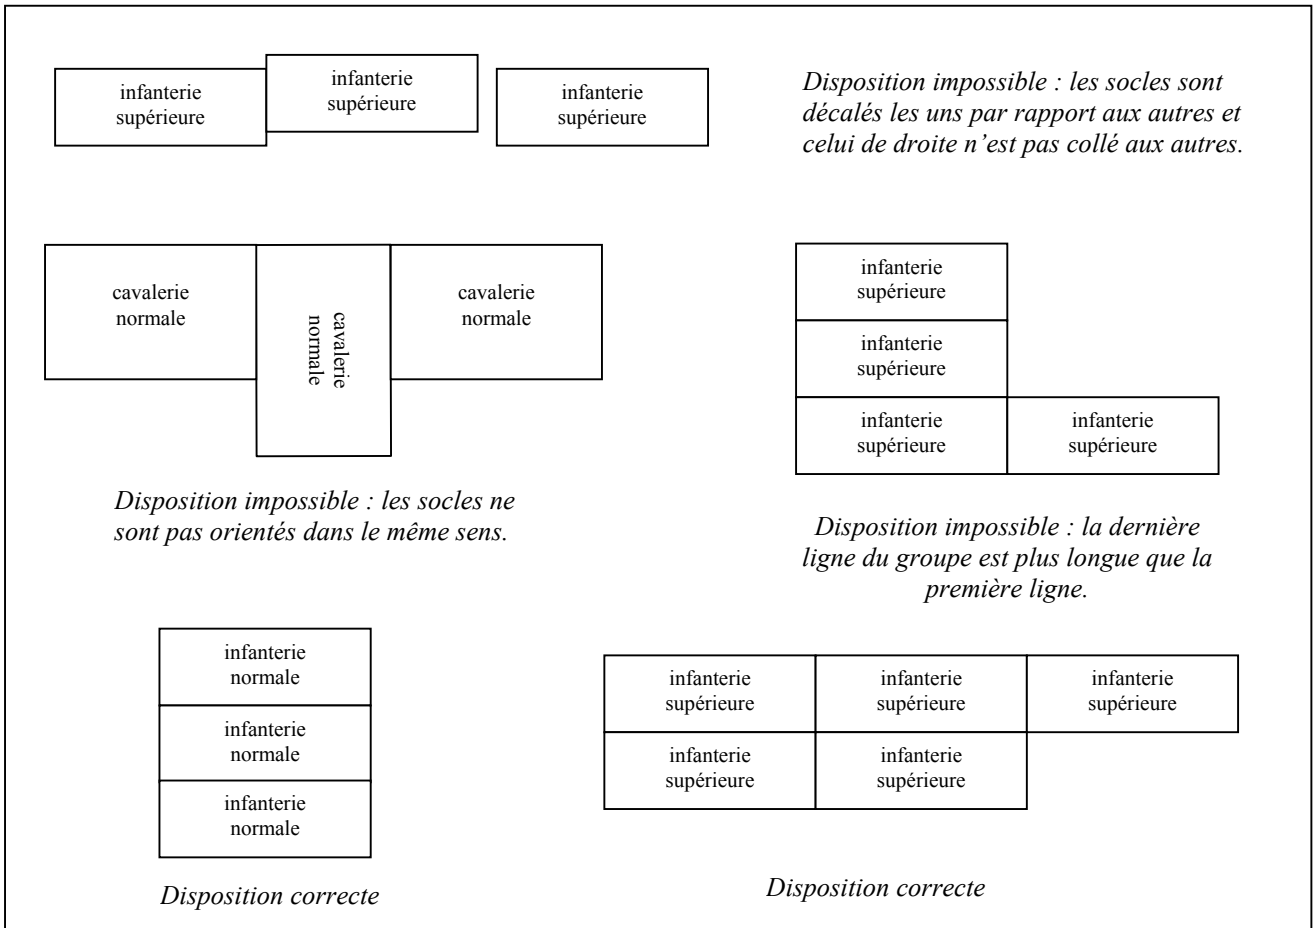 infanterie
supérieure
infanterie
supérieure
infanterie
supérieure
Disposition impossible : les socles sont
décalés les uns par rapport aux autres et
celui de droite n’est pas collé aux autres.
cavalerie
normale
cavalerie
normale
cavalerie
normale
Disposition impossible : les socles ne
sont pas orientés dans le même sens.
infanterie
supérieure
infanterie
supérieure
infanterie
supérieure
infanterie
supérieure
Disposition impossible : la dernière
ligne du groupe est plus longue que la
première ligne.
infanterie
normale
infanterie
normale
infanterie
normale
Disposition correcte
infanterie
supérieure
infanterie
supérieure
infanterie
supérieure
infanterie
supérieure
infanterie
supérieure
Disposition correcte